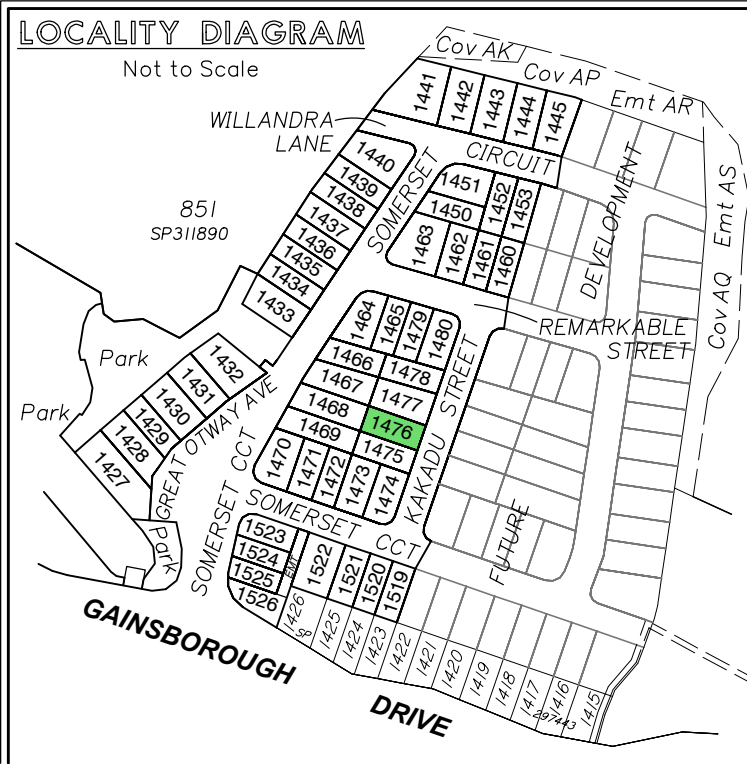 LOCALITY DIAGRAM
Not to Scale
Cov AK
Cov AP
Emt AR
1441
1442
1443
1444
1445
WILLANDRA
LANE
CIRCUIT
SOMERSET
DEVELOPMENT
Emt AS
Cov AQ
1440
1439
1438
1437
1436
1435
1434
1433
851
SP311890
1451
1450
1452
1453
1463
1462
1461
1460
REMARKABLE
STREET
1464
1465
1479
1480
1466
1478
1467
1477
1468
1476
1469
1475
1470
1471
1472
1473
1474
KAKADU STREET
Park
Park
1432
1431
1430
1429
1428
1427
GREAT OTWAY AVE
SOMERSET CCT
SOMERSET CCT
Park
FUTURE
1523
1524
1525
1526
EMT
1522
1521
1520
1519
1426
SP
1425
1424
1423
1422
1421
1420
1419
1418
1417
1416
1415
297443
GAINSBOROUGH
DRIVE